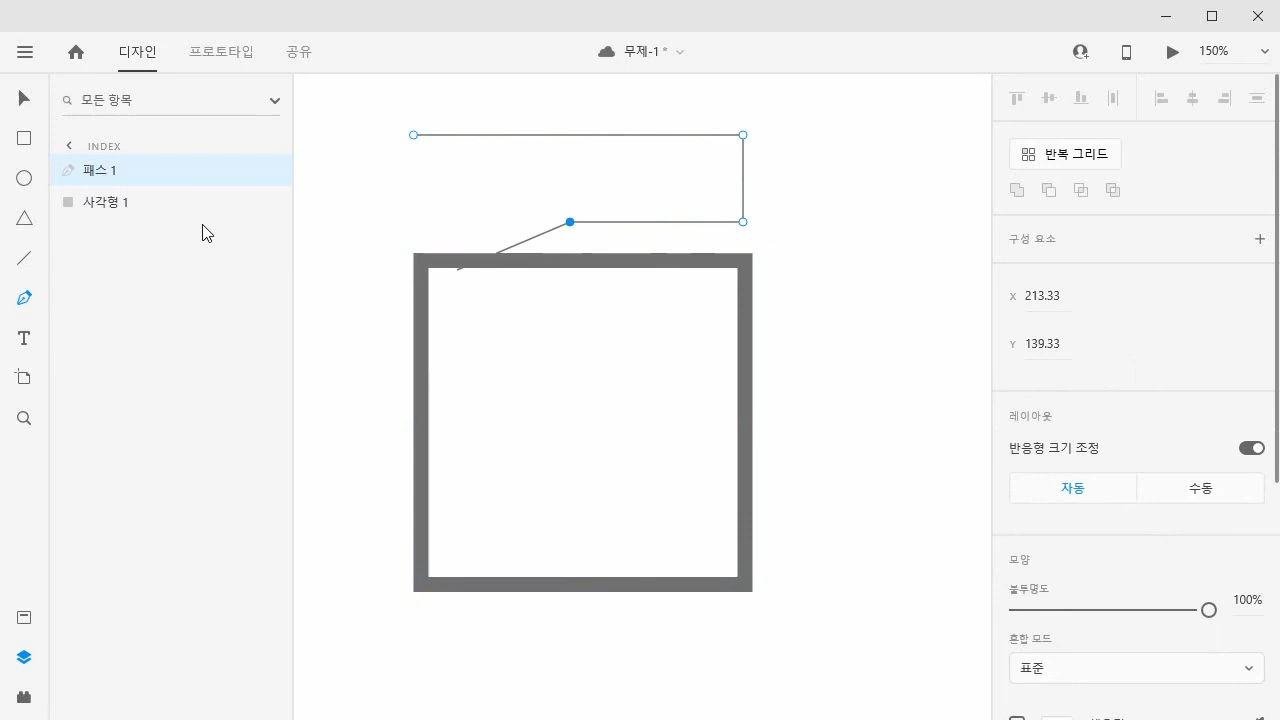 디자인 프로토타입 공유 무제-1 * 150%
모든 항목
INDEX
패스 1
사각형 1
반복 그리드
구성 요소
X 213.33
Y 139.33
레이아웃
반응형 크기 조정
자동 수동
모양
불투명도
100%
혼합 모드
표준